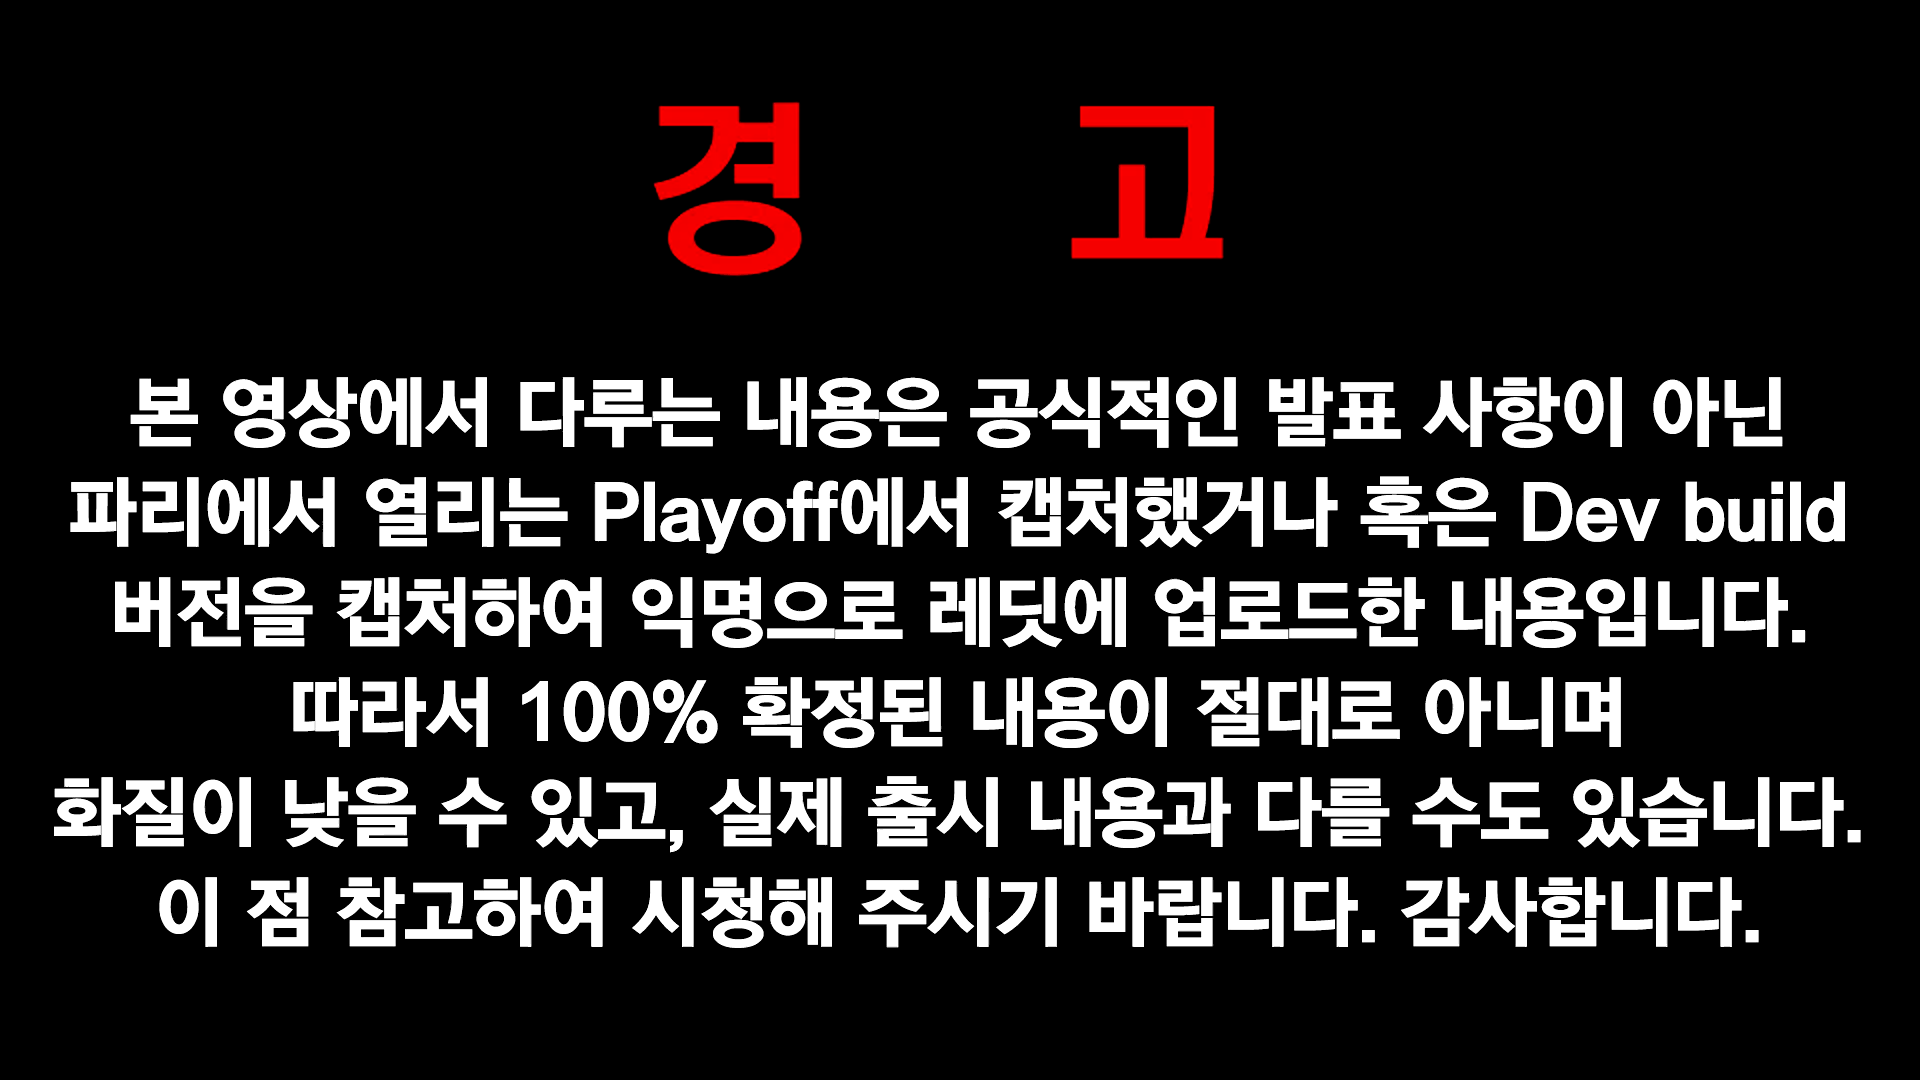 경 고
본 영상에서 다루는 내용은 공식적인 발표 사항이 아닌
파리에서 열리는 Playoff에서 캡처했거나 혹은 Dev build
버전을 캡처하여 익명으로 레딧에 업로드한 내용입니다.
따라서 100% 확정된 내용이 절대로 아니며
화질이 낮을 수 있고, 실제 출시 내용과 다를 수도 있습니다.
이 점 참고하여 시청해 주시기 바랍니다. 감사합니다.